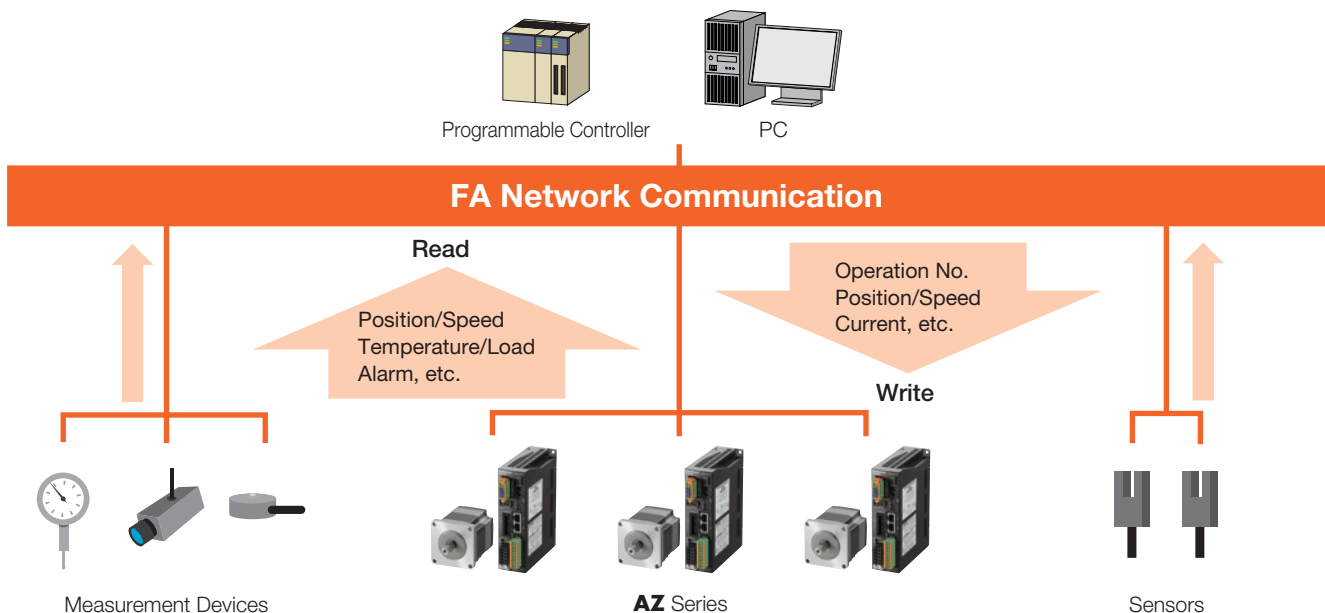 Programmable Controller
PC
FA Network Communication
Read
Position/Speed
Temperature/Load
Alarm, etc.
Operation No.
Position/Speed
Current, etc.
Write
Measurement Devices
AZ Series
Sensors